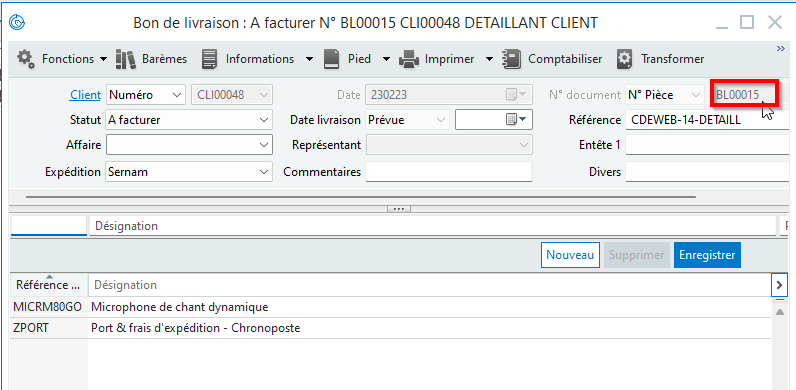 Bon de livraison : A facturer N° BL00015 CLI00048 DETAILLANT CLIENT
Fonctions Barèmes Informations Pied Imprimer Comptabiliser Transformer
Client Numéro CLI00048 Date 230223 N° document N° Pièce BL00015
Statut A facturer Date livraison Prévue Référence CDEWEB-14-DETAILL
Affaire Représentant Entête 1
Expédition Sernam Commentaires Divers
Désignation
Nouveau Supprimer Enregistrer
Référence ... Désignation
MICRM80GO Microphone de chant dynamique
ZPORT Port & frais d'expédition - Chronoposte